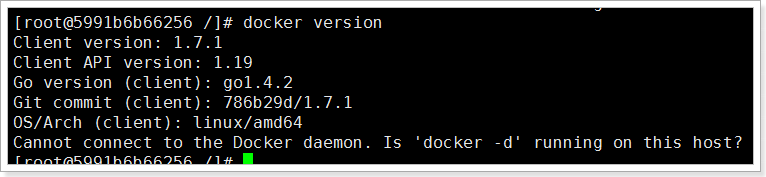 [root@5991b6b66256 /]# docker version
Client version: 1.7.1
Client API version: 1.19
Go version (client): go1.4.2
Git commit (client): 786b29d/1.7.1
OS/Arch (client): linux/amd64
Cannot connect to the Docker daemon. Is 'docker -d' running on this host?
[root@5991b6b66256 /]#